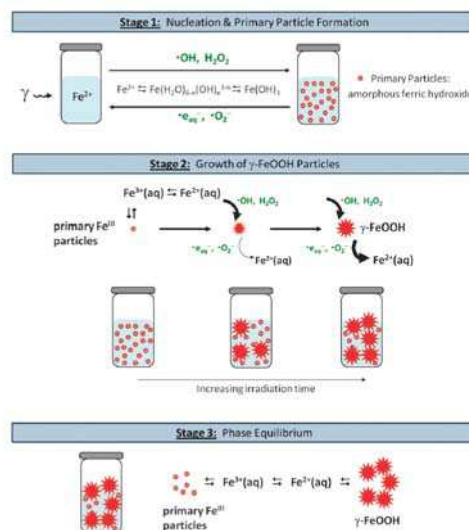 Stage 1: Nucleation & Primary Particle Formation
•OH, H₂O₂
γ
Fe²⁺
Fe³⁺ ⇆ Fe(H₂O)₆₋ₙ(OH)ₙ³⁻ⁿ ⇆ Fe(OH)₃
•eₐq⁻, •O₂⁻
Primary Particles:
amorphous ferric hydroxide
Stage 2: Growth of γ-FeOOH Particles
Fe³⁺(aq) ⇆ Fe²⁺(aq)
•OH, H₂O₂
•OH, H₂O₂
primary Feᴵᴵᴵ
particles
γ-FeOOH
•eₐq⁻, •O₂⁻
Fe²⁺(aq)
•eₐq⁻, •O₂⁻
Fe²⁺(aq)
Increasing irradiation time
Stage 3: Phase Equilibrium
⇆ Fe³⁺(aq) ⇆ Fe²⁺(aq) ⇆
primary Feᴵᴵᴵ
particles
γ-FeOOH